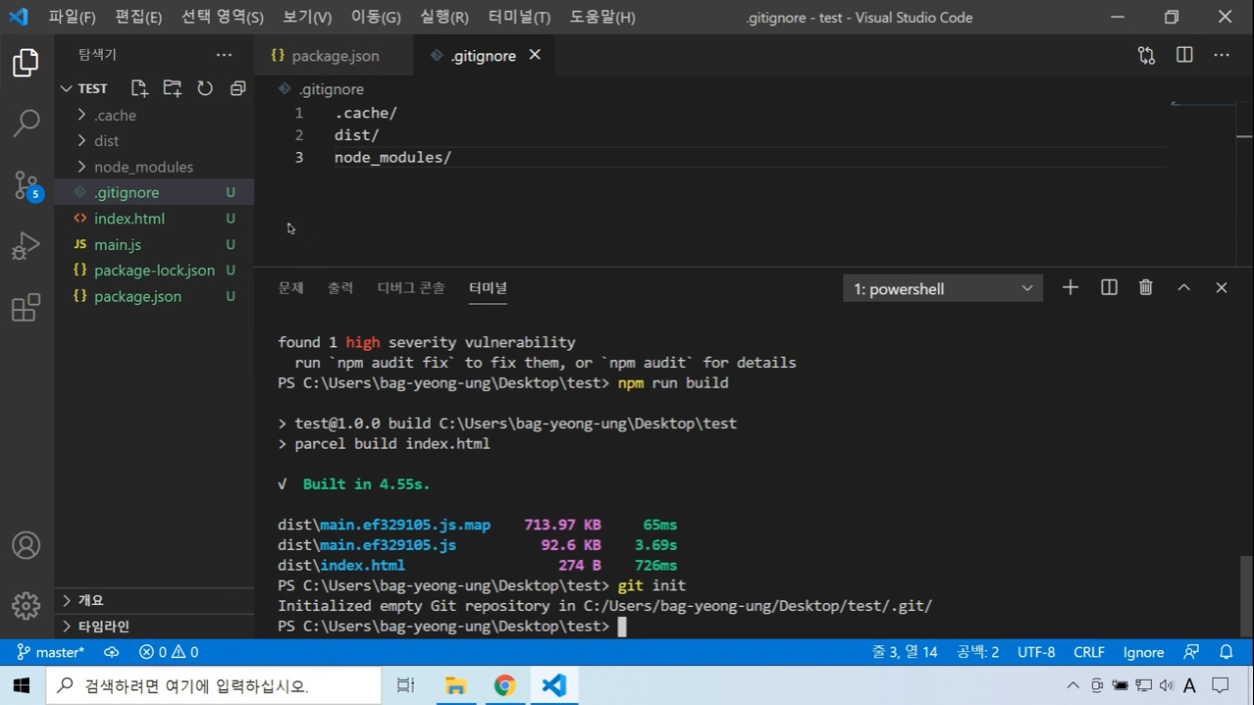 파일(F) 편집(E) 선택 영역(S) 보기(V) 이동(G) 실행(R) 터미널(T) 도움말(H) .gitignore - test - Visual Studio Code
탐색기
{} package.json .gitignore
TEST
.cache
dist
node_modules
.gitignore U
<> index.html U
JS main.js U
{} package-lock.json U
{} package.json U
5
개요
타임라인
.gitignore
1 .cache/
2 dist/
3 node_modules/
문제 출력 디버그 콘솔 터미널 1: powershell
found 1 high severity vulnerability
run `npm audit fix` to fix them, or `npm audit` for details
PS C:\Users\bag-yeong-ung\Desktop\test> npm run build
> test@1.0.0 build C:\Users\bag-yeong-ung\Desktop\test
> parcel build index.html
√ Built in 4.55s.
dist\main.ef329105.js.map 713.97 KB 65ms
dist\main.ef329105.js 92.6 KB 3.69s
dist\index.html 274 B 726ms
PS C:\Users\bag-yeong-ung\Desktop\test> git init
Initialized empty Git repository in C:/Users/bag-yeong-ung/Desktop/test/.git/
PS C:\Users\bag-yeong-ung\Desktop\test>
master* 0 0 줄 3, 열 14 공백: 2 UTF-8 CRLF Ignore
검색하려면 여기에 입력하십시오. A